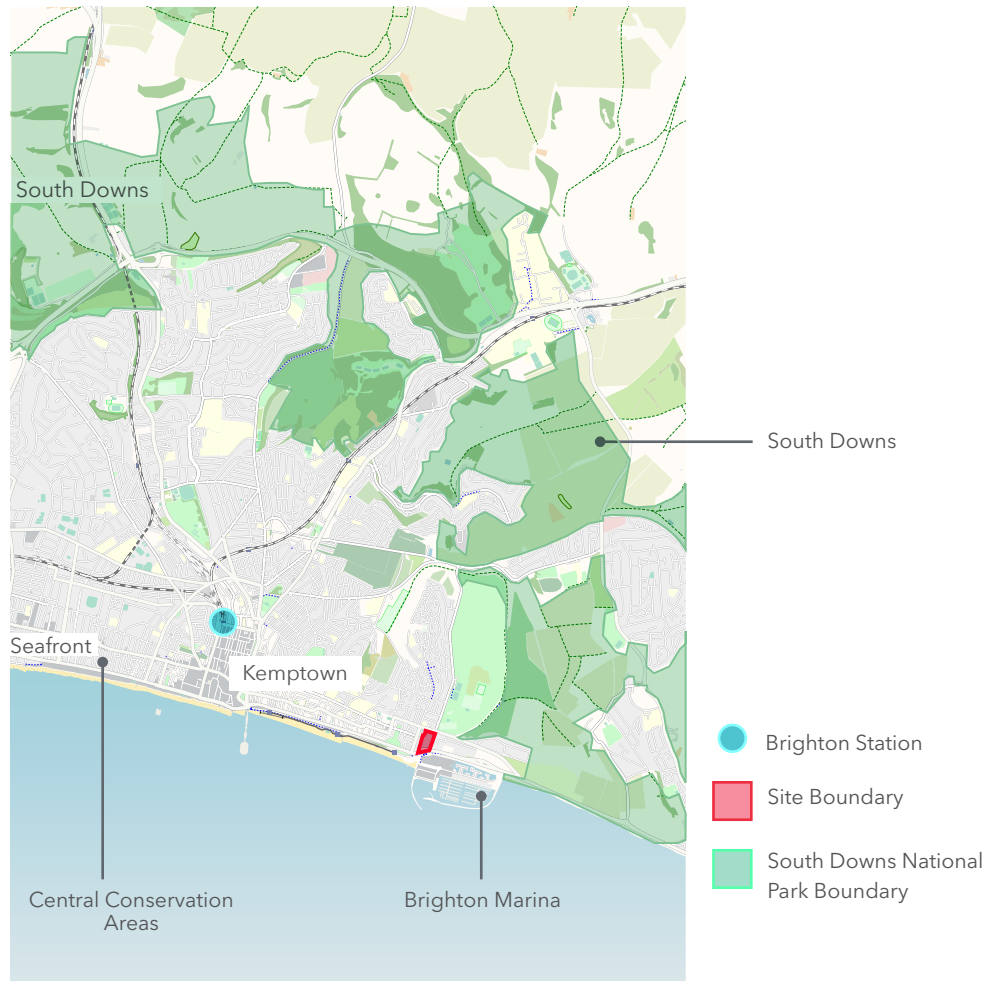 South Downs
South Downs
Seafront
Kemptown
Brighton Station
Site Boundary
South Downs National
Park Boundary
Central Conservation
Areas
Brighton Marina